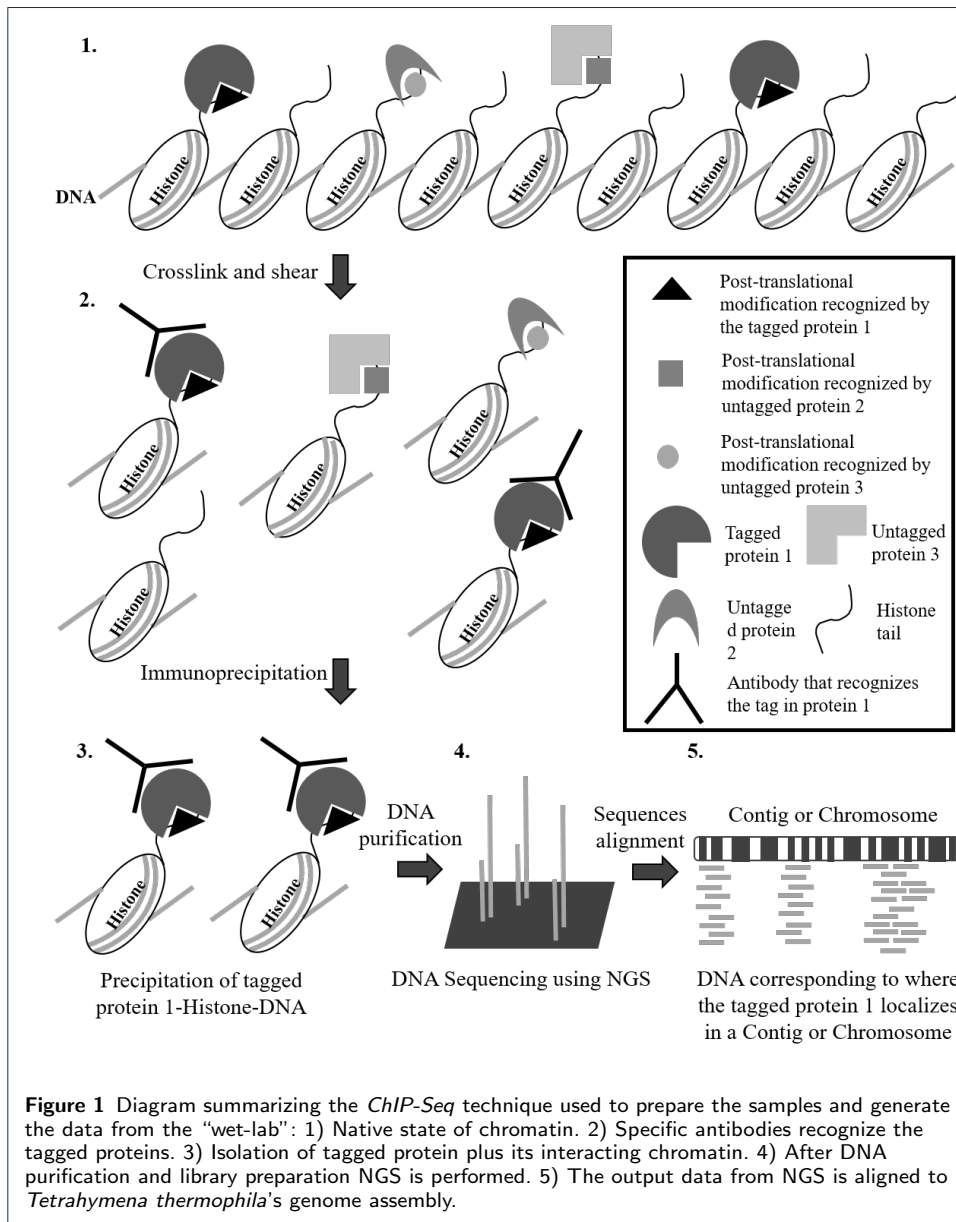 1.
DNA
Histone
Histone
Histone
Histone
Histone
Histone
Histone
Histone
Histone
Crosslink and shear
2.
Histone
Histone
Histone
Histone
Histone
Post-translational
modification recognized by
the tagged protein 1
Post-translational
modification recognized by
untagged protein 2
Post-translational
modification recognized by
untagged protein 3
Tagged
protein 1
Untagged
protein 3
Untagge
d protein
2
Histone
tail
Antibody that recognizes
the tag in protein 1
Immunoprecipitation
3.
Histone
Histone
Precipitation of tagged
protein 1-Histone-DNA
DNA
purification
4.
DNA Sequencing using NGS
Sequences
alignment
5.
Contig or Chromosome
DNA corresponding to where
the tagged protein 1 localizes
in a Contig or Chromosome
Figure 1 Diagram summarizing the ChIP-Seq technique used to prepare the samples and generate
the data from the “wet-lab”: 1) Native state of chromatin. 2) Specific antibodies recognize the
tagged proteins. 3) Isolation of tagged protein plus its interacting chromatin. 4) After DNA
purification and library preparation NGS is performed. 5) The output data from NGS is aligned to
Tetrahymena thermophila's genome assembly.